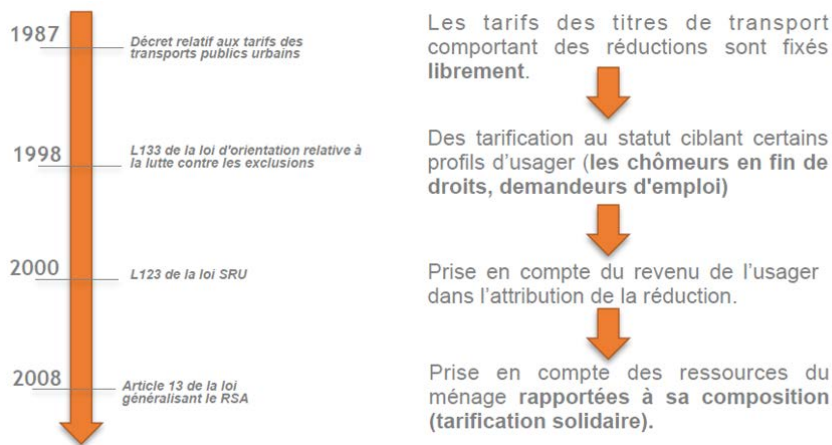 1987
Décret relatif aux tarifs des
transports publics urbains
Les tarifs des titres de transport
comportant des réductions sont fixés
librement.
1998
L133 de la loi d'orientation relative à
la lutte contre les exclusions
Des tarification au statut ciblant certains
profils d'usager (les chômeurs en fin de
droits, demandeurs d'emploi)
2000
L123 de la loi SRU
Prise en compte du revenu de l'usager
dans l'attribution de la réduction.
2008
Article 13 de la loi
généralisant le RSA
Prise en compte des ressources du
ménage rapportées à sa composition
(tarification solidaire).